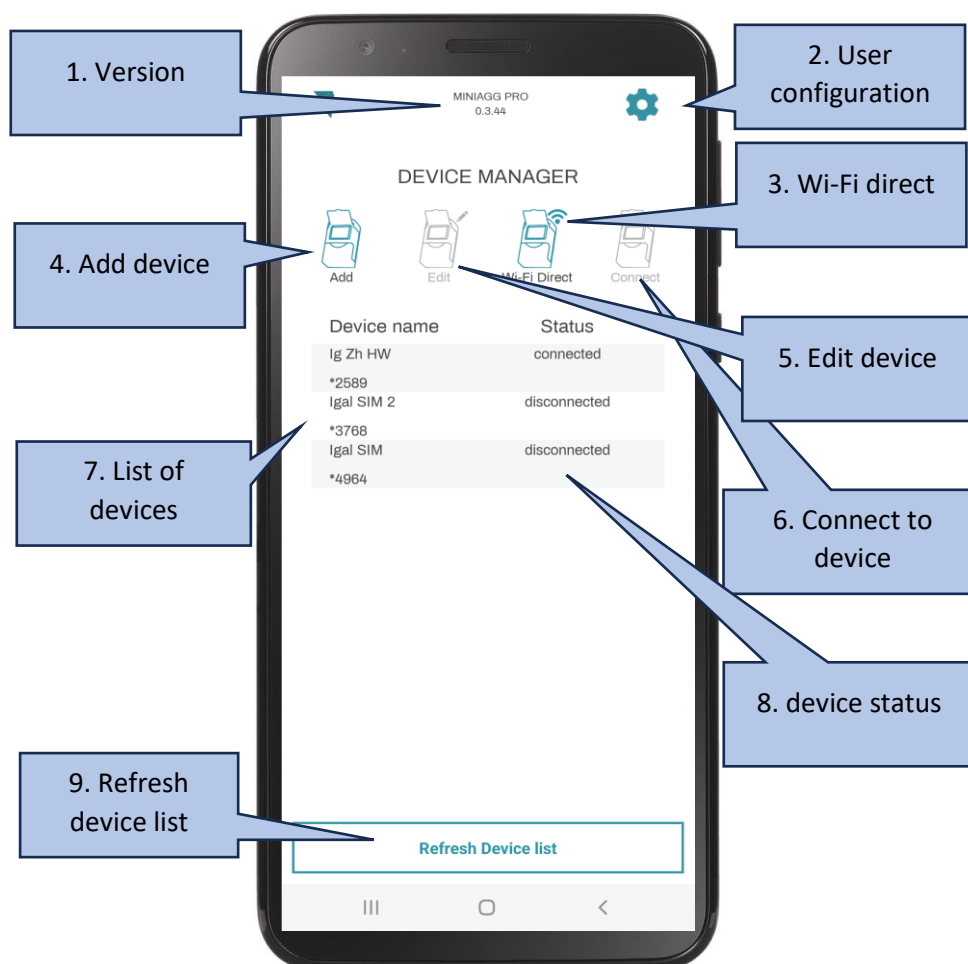 1. Version
2. User
configuration
MINIAGG PRO
0.3.44
DEVICE MANAGER
3. Wi-Fi direct
4. Add device
Add
Edit
Wi-Fi Direct
Connect
5. Edit device
Device name Status
Ig Zh HW connected
*2589
Igal SIM 2 disconnected
*3768
Igal SIM disconnected
*4964
7. List of
devices
6. Connect to
device
8. device status
9. Refresh
device list
Refresh Device list